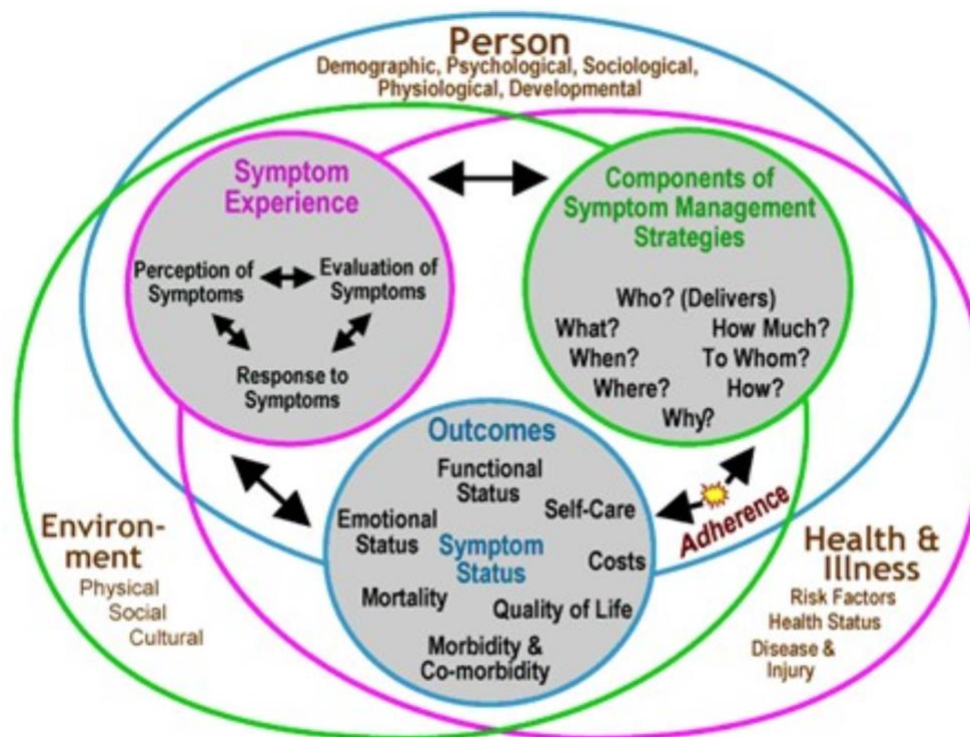 Person
Demographic, Psychological, Sociological,
Physiological, Developmental
Symptom
Experience
Perception of
Symptoms
Evaluation of
Symptoms
Response to
Symptoms
Components of
Symptom Management
Strategies
Who? (Delivers)
What?
How Much?
When?
To Whom?
Where?
How?
Why?
Outcomes
Functional
Status
Self-Care
Emotional
Status
Symptom
Status
Costs
Mortality
Quality of Life
Morbidity &
Co-morbidity
Adherence
Environ-
ment
Physical
Social
Cultural
Health &
Illness
Risk Factors
Health Status
Disease &
Injury